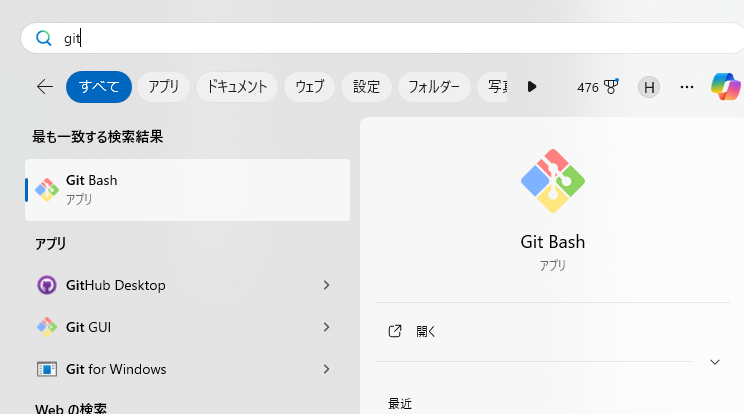 git
すべて
アプリ
ドキュメント
ウェブ
設定
フォルダー
写真
476
H
最も一致する検索結果
Git Bash
アプリ
アプリ
GitHub Desktop
Git GUI
Git for Windows
Web の検索
Git Bash
アプリ
開く
最近